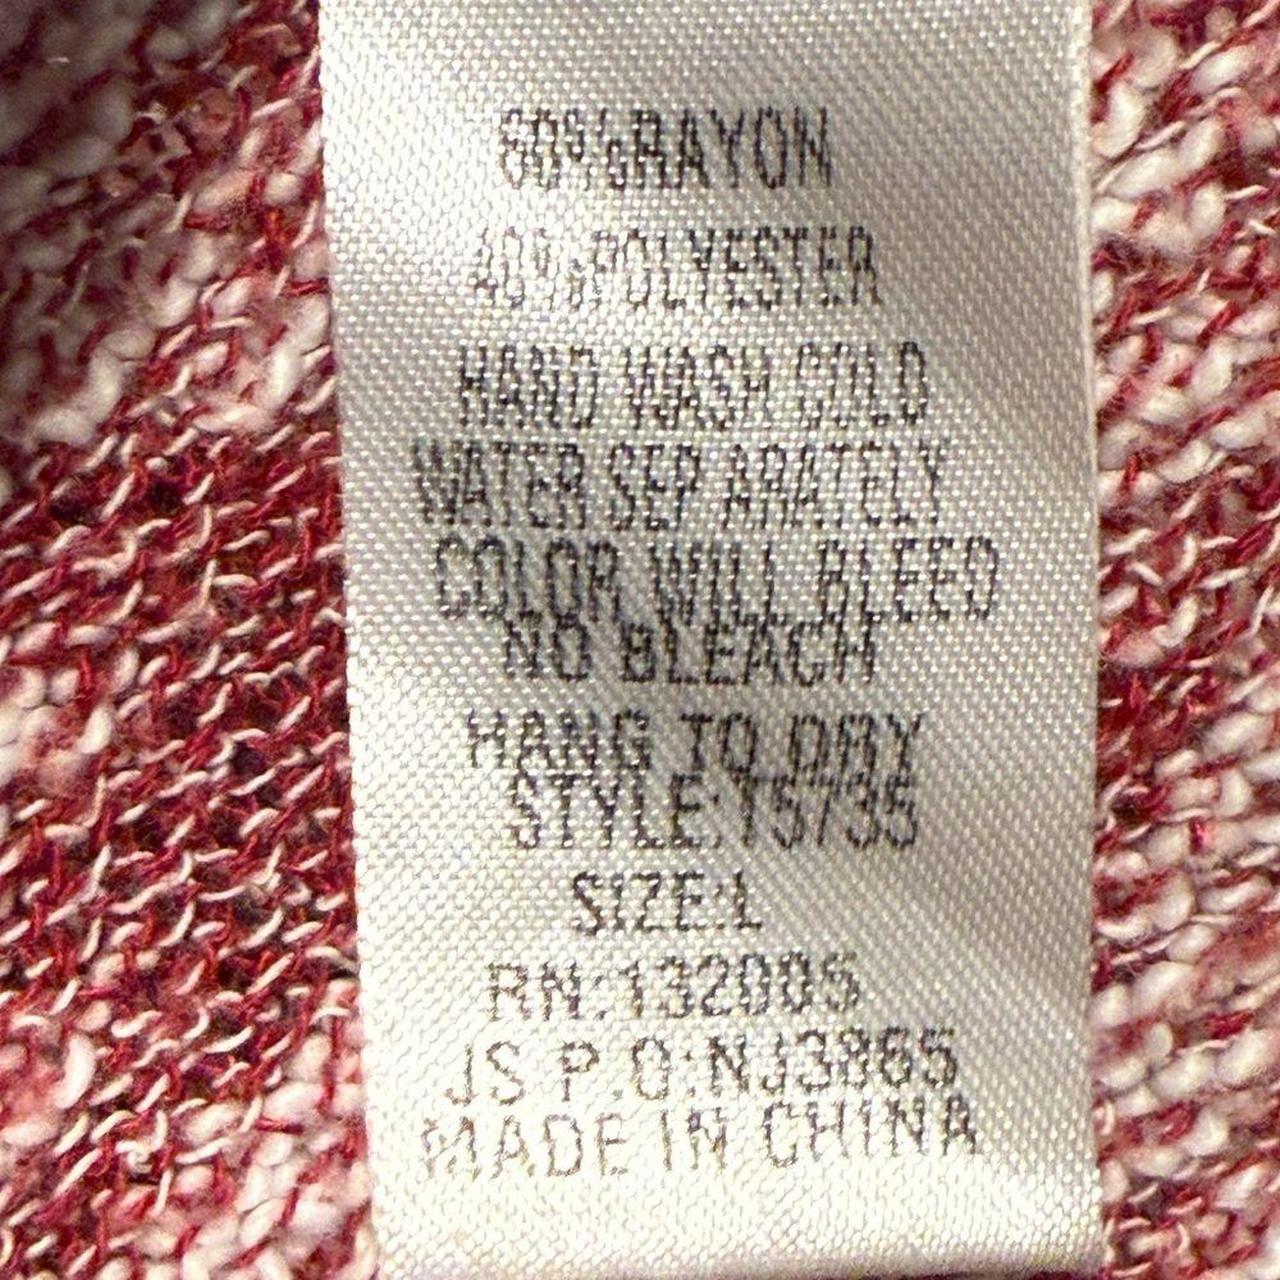 60%RAYON
40%POLYESTER
HAND WASH COLD
WATER SEP ARATELY
COLOR WILL BLEED
NO BLEACH
HANG TO DRY
STYLE:T5735
SIZE:L
RN:132005
JS P.O:NJ3865
MADE IN CHINA